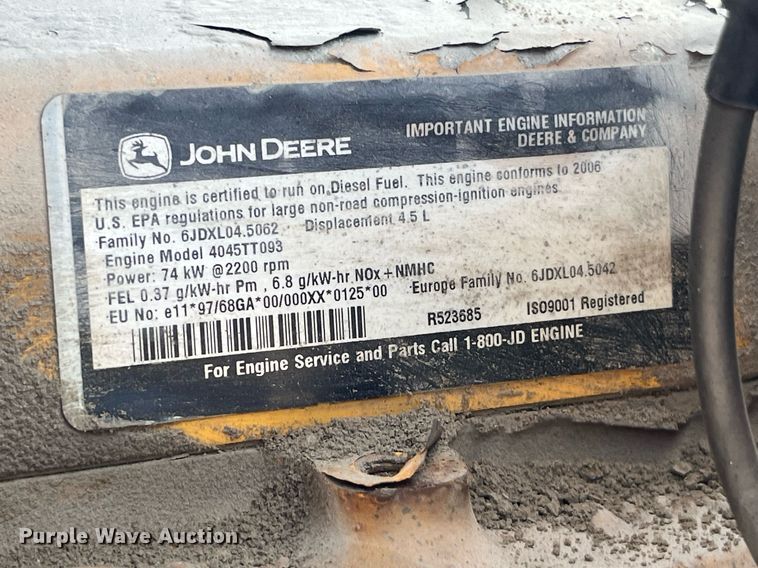 JOHN DEERE
IMPORTANT ENGINE INFORMATION
DEERE & COMPANY
This engine is certified to run on Diesel Fuel. This engine conforms to 2006
U.S. EPA regulations for large non-road compression-ignition engines
Family No. 6JDXL04.5062 Displacement 4.5 L
Engine Model 4045TT093
Power: 74 kW @2200 rpm
FEL 0.37 g/kW-hr Pm , 6.8 g/kW-hr NOx+NMHC
Europe Family No. 6JDXL04.5042
EU No: e11*97/68GA*00/000XX*0125*00
R523685 ISO9001 Registered
For Engine Service and Parts Call 1-800-JD ENGINE
Purple Wave Auction